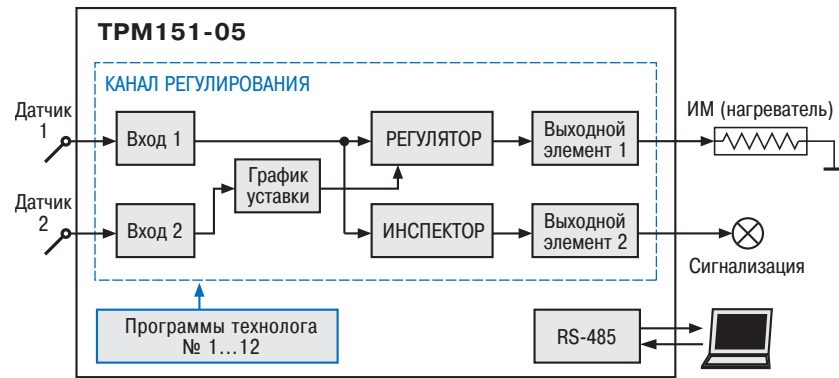 ТРМ151-05
КАНАЛ РЕГУЛИРОВАНИЯ
Датчик
1
Вход 1
РЕГУЛЯТОР
Выходной
элемент 1
ИМ (нагреватель)
График
уставки
Датчик
2
Вход 2
ИНСПЕКТОР
Выходной
элемент 2
Сигнализация
Программы технолога
№ 1...12
RS-485